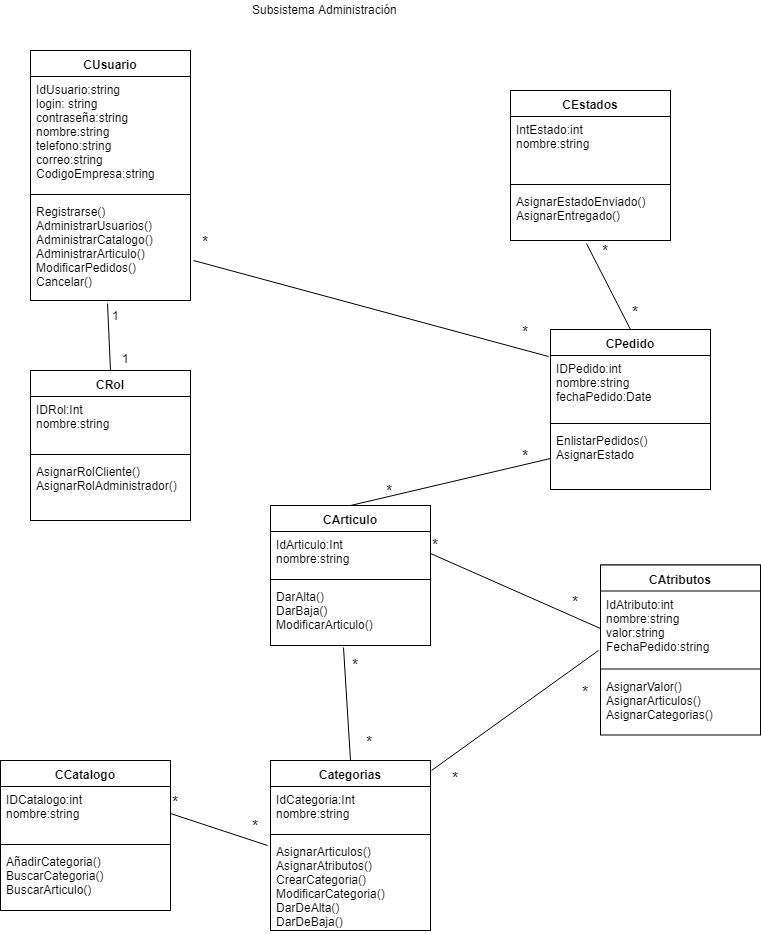 Subsistema Administración
CUsuario
IdUsuario:string
login: string
contraseña:string
nombre:string
telefono:string
correo:string
CodigoEmpresa:string
Registrarse()
AdministrarUsuarios()
AdministrarCatalogo()
AdministrarArticulo()
ModificarPedidos()
Cancelar()
CEstados
IntEstado:int
nombre:string
AsignarEstadoEnviado()
AsignarEntregado()
*
*
*
*
1
1
CRol
IDRol:Int
nombre:string
AsignarRolCliente()
AsignarRolAdministrador()
CPedido
IDPedido:int
nombre:string
fechaPedido:Date
EnlistarPedidos()
AsignarEstado
*
*
CArticulo
IdArticulo:Int
nombre:string
DarAlta()
DarBaja()
ModificarArticulo()
*
*
CAtributos
IdAtributo:int
nombre:string
valor:string
FechaPedido:string
AsignarValor()
AsignarArticulos()
AsignarCategorias()
*
*
*
*
CCatalogo
IDCatalogo:int
nombre:string
AñadirCategoria()
BuscarCategoria()
BuscarArticulo()
*
*
Categorias
IdCategoria:Int
nombre:string
AsignarArticulos()
AsignarAtributos()
CrearCategoria()
ModificarCategoria()
DarDeAlta()
DarDeBaja()